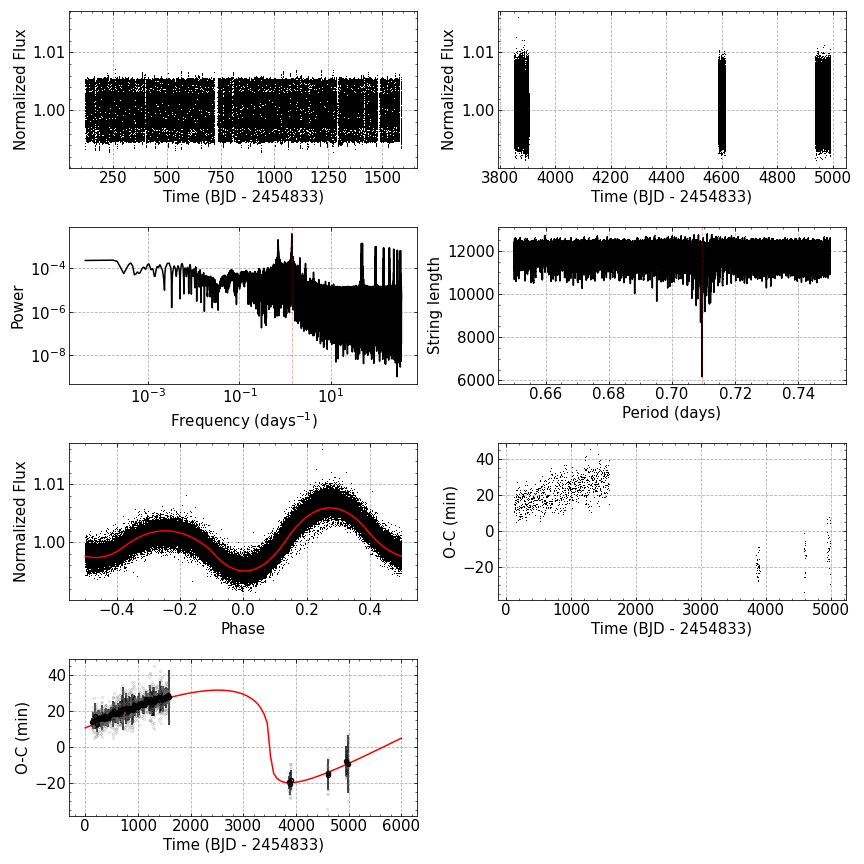 Normalized Flux
1.01
1.00
250 500 750 1000 1250 1500
Time (BJD - 2454833)
Normalized Flux
1.01
1.00
3800 4000 4200 4400 4600 4800 5000
Time (BJD - 2454833)
Power
10⁻⁴
10⁻⁶
10⁻⁸
10⁻³ 10⁻¹ 10¹
Frequency (days⁻¹)
String length
12000
10000
8000
6000
0.66 0.68 0.70 0.72 0.74
Period (days)
Normalized Flux
1.01
1.00
−0.4 −0.2 0.0 0.2 0.4
Phase
O-C (min)
40
20
0
−20
0 1000 2000 3000 4000 5000
Time (BJD - 2454833)
O-C (min)
40
20
0
−20
0 1000 2000 3000 4000 5000 6000
Time (BJD - 2454833)